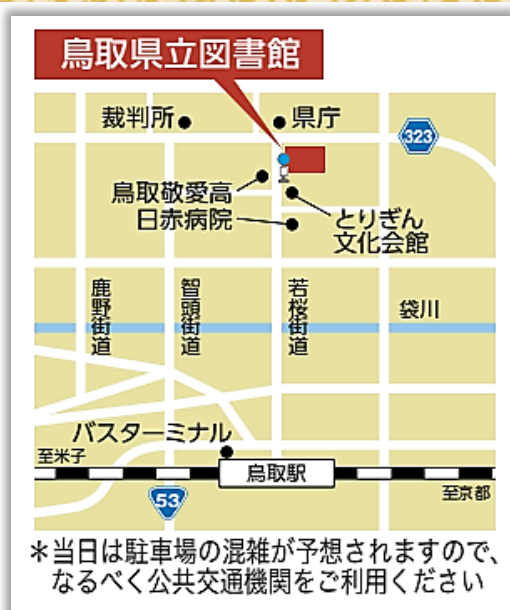 鳥取県立図書館
裁判所
県庁
323
鳥取敬愛高
日赤病院
とりぎん
文化会館
鹿野街道
智頭街道
若桜街道
袋川
バスターミナル
至米子
鳥取駅
至京都
53
＊当日は駐車場の混雑が予想されますので、
なるべく公共交通機関をご利用ください